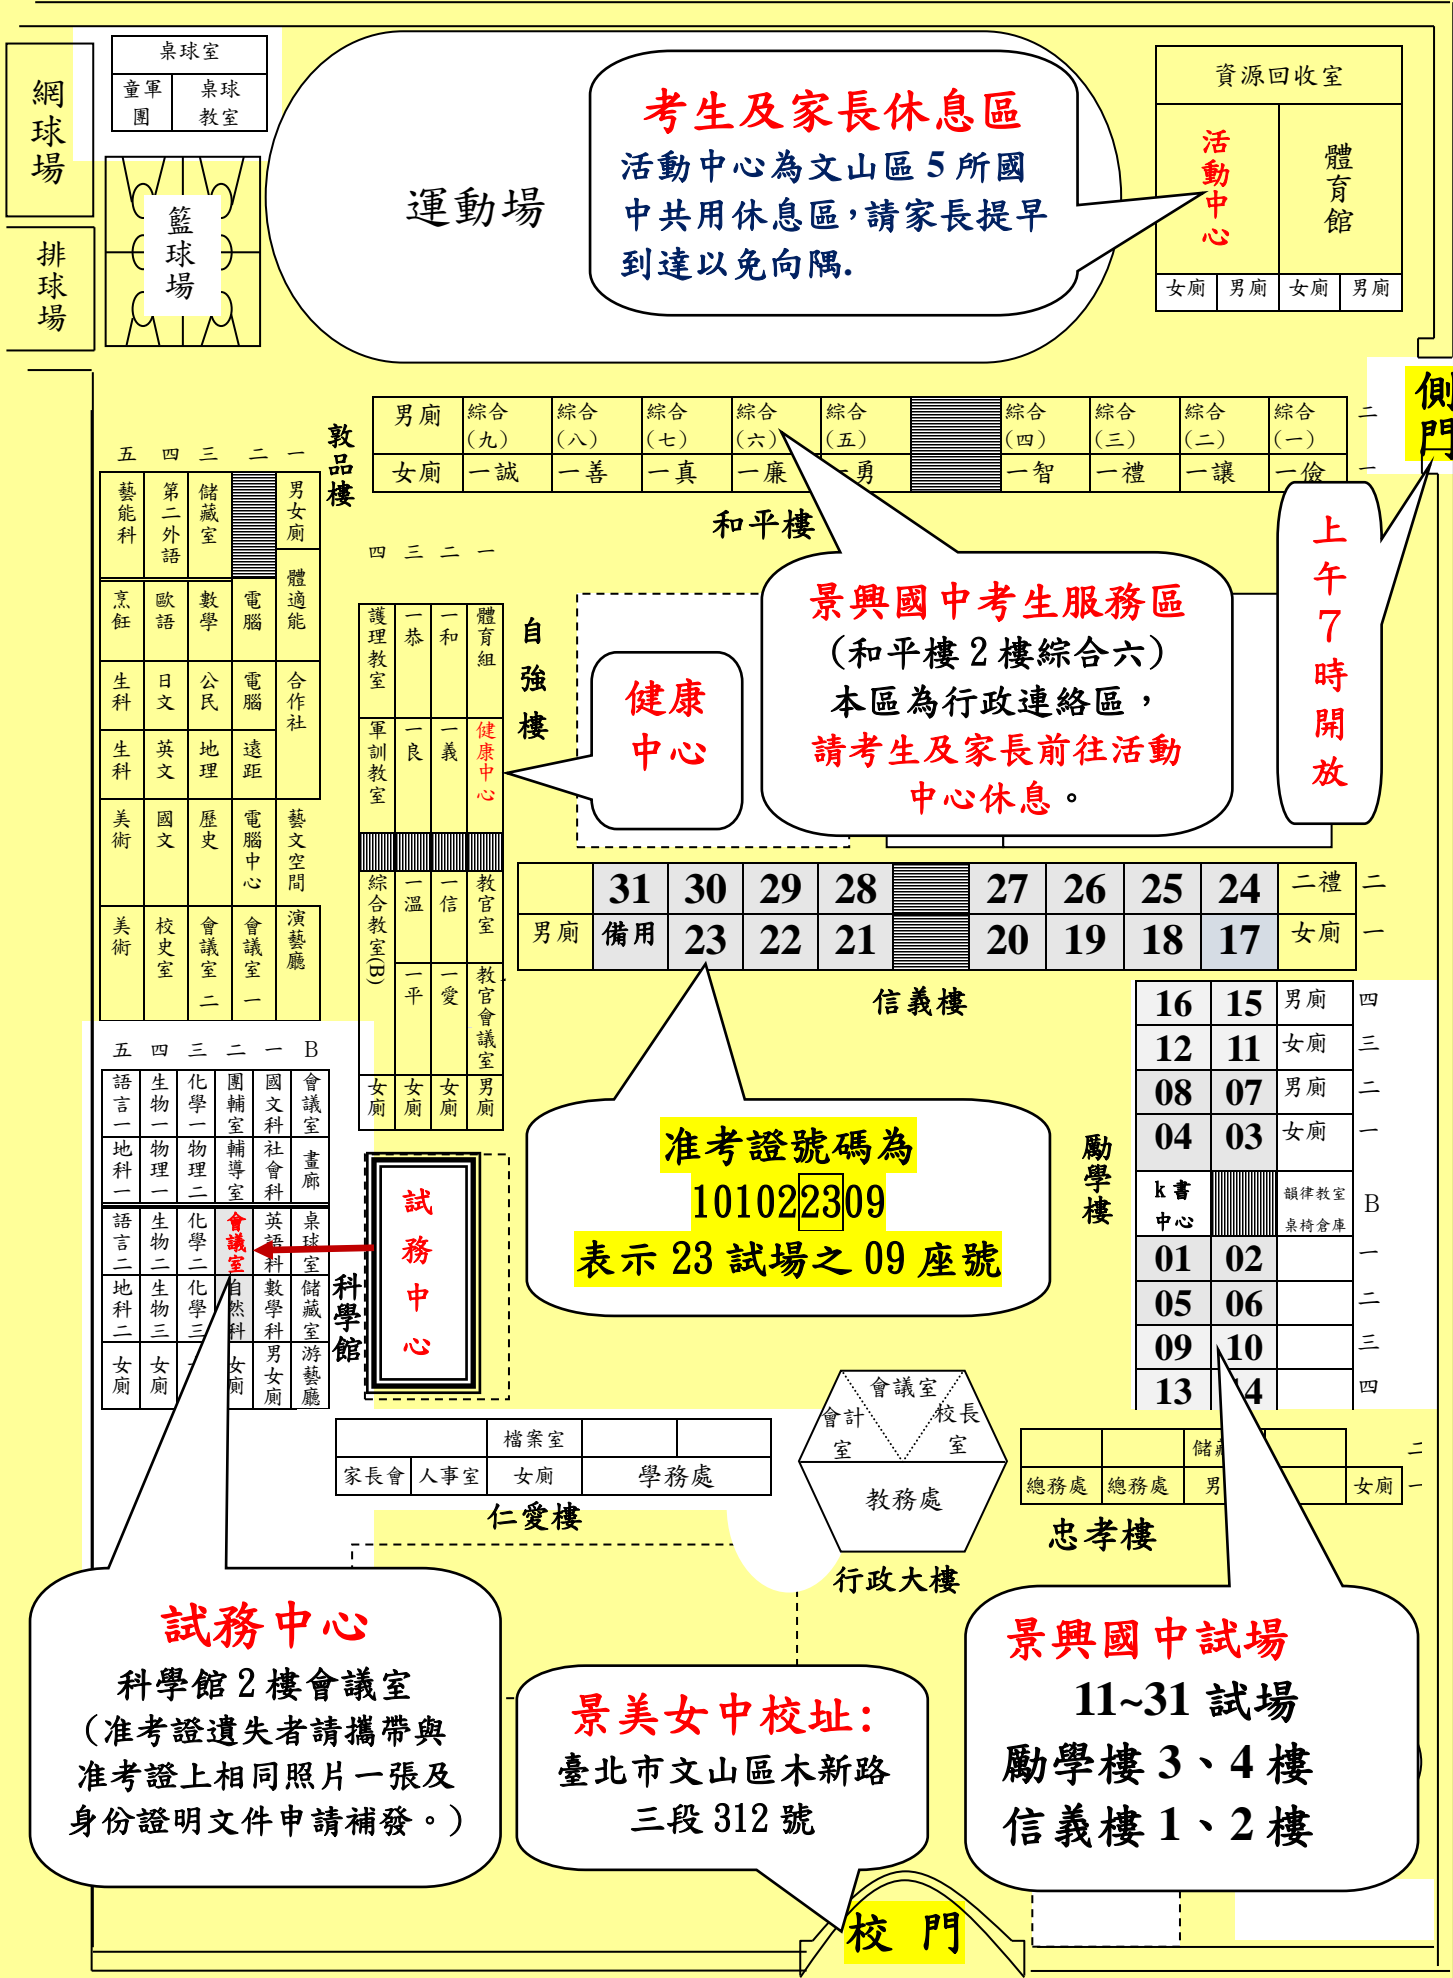 桌球室
童軍團
桌球教室
網球場
籃球場
排球場
運動場
考生及家長休息區
活動中心為文山區 5 所國
中共用休息區，請家長提早
到達以免向隅.
資源回收室
活動中心
體育館
女廁 男廁 女廁 男廁
側門
上午7時開放
男廁 綜合(九) 綜合(八) 綜合(七) 綜合(六) 綜合(五) 綜合(四) 綜合(三) 綜合(二) 綜合(一) 二
女廁 一誠 一善 一真 一廉 一勇 一智 一禮 一讓 一儉 一
和平樓
敦品樓
五 四 三 二 一
藝能科 第二外語 儲藏室 男女廁
烹飪 歐語 數學 電腦 體適能
生科 日文 公民 電腦 合作社
生科 英文 地理 遠距
美術 國文 歷史 電腦中心 藝文空間
美術 校史室 會議室二 會議室一 演藝廳
四 三 二 一
護理教室 一恭 一和 體育組
軍訓教室 一良 一義 健康中心
綜合教室(B) 一溫 一信 教官室
一平 一愛 教官會議室
女廁 女廁 女廁 男廁
自強樓
健康
中心
景興國中考生服務區
(和平樓 2 樓綜合六)
本區為行政連絡區，
請考生及家長前往活動
中心休息。
31 30 29 28 27 26 25 24 二禮 二
男廁 備用 23 22 21 20 19 18 17 女廁 一
信義樓
16 15 男廁 四
12 11 女廁 三
08 07 男廁 二
04 03 女廁 一
k 書中心 韻律教室 桌椅倉庫 B
01 02 一
05 06 二
09 10 三
13 14 四
勵學樓
准考證號碼為
101022309
表示 23 試場之 09 座號
五 四 三 二 一 B
語言一 生物一 化學一 團輔室 國文科 會議室
地科一 物理一 物理二 輔導室 社會科 畫廊
語言二 生物二 化學二 會議室 英語科 桌球室
地科二 生物三 化學三 自然科 數學科 儲藏室
女廁 女廁 女廁 男女廁 游藝廳
科學館
試務中心
檔案室
家長會 人事室 女廁 學務處
仁愛樓
會議室
會計室
校長室
教務處
行政大樓
二
總務處 總務處 男 女廁 一
忠孝樓
試務中心
科學館 2 樓會議室
(准考證遺失者請攜帶與
准考證上相同照片一張及
身份證明文件申請補發。)
景美女中校址:
臺北市文山區木新路
三段 312 號
景興國中試場
11~31 試場
勵學樓 3、4 樓
信義樓 1、2 樓
校 門